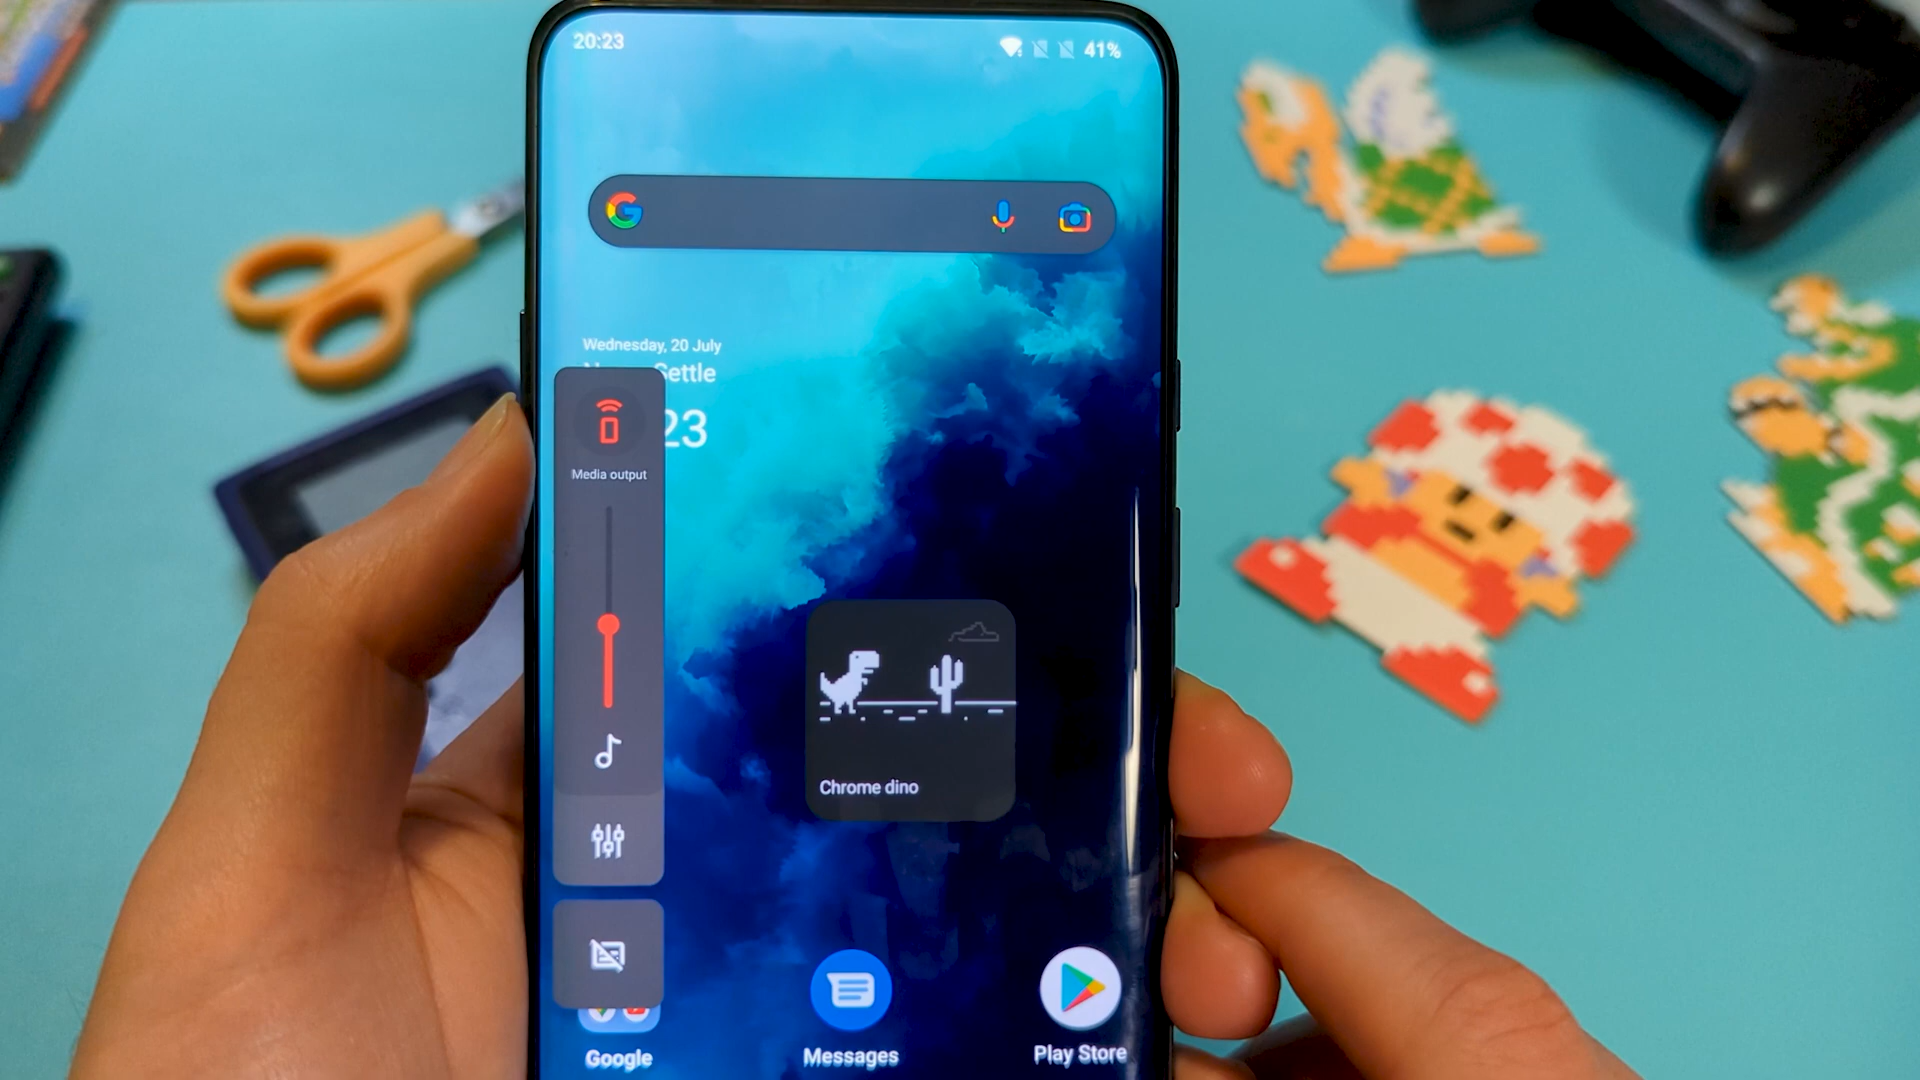 20:23
41%
Wednesday, 20 July
Settle
23
Media output
Chrome dino
Google
Messages
Play Store